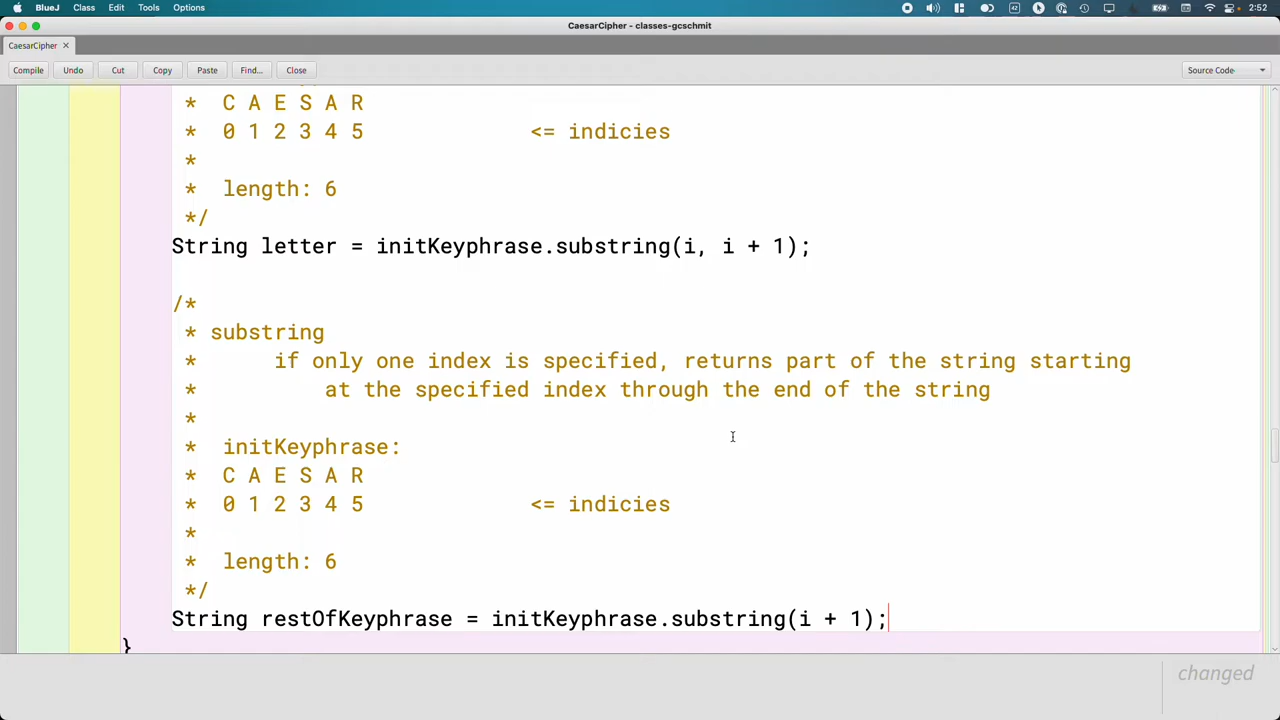 BlueJ Class Edit Tools Options 2:52
CaesarCipher - classes-gcschmit
CaesarCipher ×
Compile Undo Cut Copy Paste Find... Close Source Code
* C A E S A R
* 0 1 2 3 4 5 <= indicies
*
* length: 6
*/
String letter = initKeyphrase.substring(i, i + 1);
/*
* substring
* if only one index is specified, returns part of the string starting
* at the specified index through the end of the string
*
* initKeyphrase:
* C A E S A R
* 0 1 2 3 4 5 <= indicies
*
* length: 6
*/
String restOfKeyphrase = initKeyphrase.substring(i + 1);
}
changed